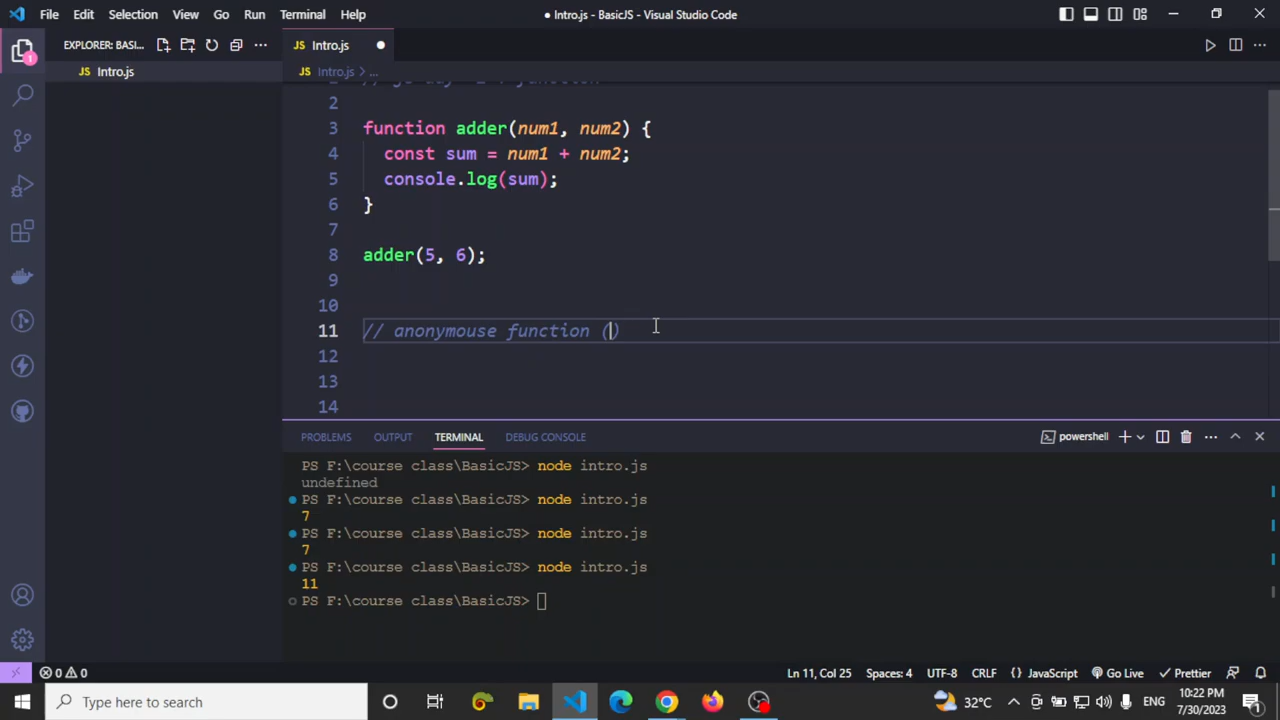 File Edit Selection View Go Run Terminal Help
● Intro.js - BasicJS - Visual Studio Code
EXPLORER: BASI...
JS Intro.js
JS Intro.js ●
JS Intro.js > ...
2
3 function adder(num1, num2) {
4 const sum = num1 + num2;
5 console.log(sum);
6 }
7
8 adder(5, 6);
9
10
11 // anonymouse function ()
12
13
14
1
PROBLEMS OUTPUT TERMINAL DEBUG CONSOLE
powershell
PS F:\course class\BasicJS> node intro.js
undefined
PS F:\course class\BasicJS> node intro.js
7
PS F:\course class\BasicJS> node intro.js
7
PS F:\course class\BasicJS> node intro.js
11
PS F:\course class\BasicJS>
0 0
Ln 11, Col 25 Spaces: 4 UTF-8 CRLF {} JavaScript Go Live Prettier
Type here to search
32°C
ENG
10:22 PM
7/30/2023
1